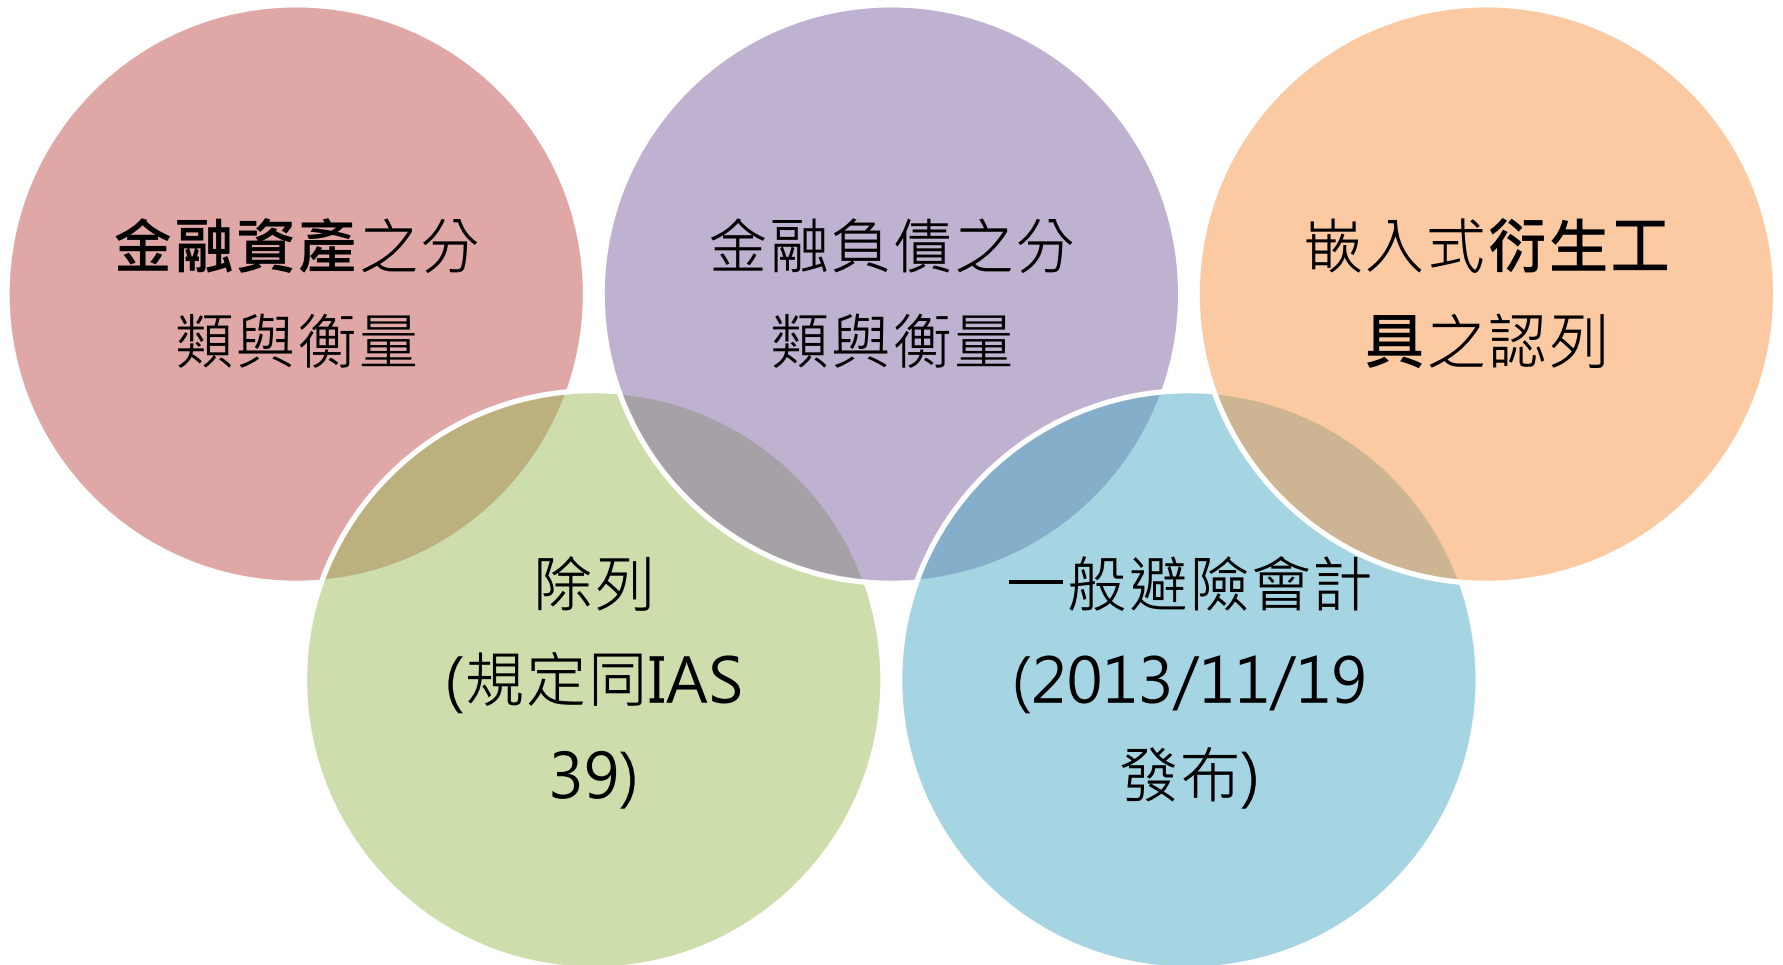 金融資產之分
類與衡量
金融負債之分
類與衡量
嵌入式衍生工
具之認列
除列
(規定同IAS
39)
一般避險會計
(2013/11/19
發布)